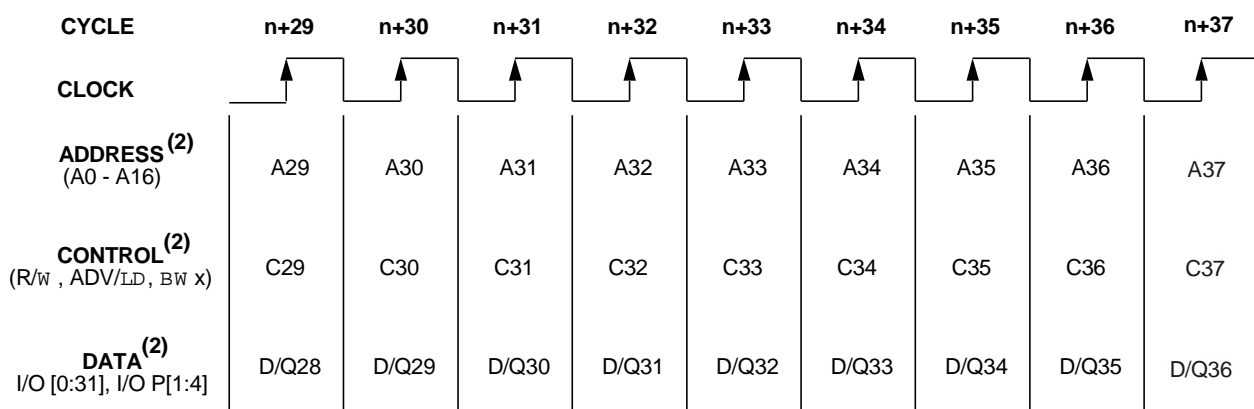 CYCLE n+29 n+30 n+31 n+32 n+33 n+34 n+35 n+36 n+37
CLOCK
ADDRESS(2)
(A0 - A16) A29 A30 A31 A32 A33 A34 A35 A36 A37
CONTROL(2)
(R/W , ADV/LD, BW x) C29 C30 C31 C32 C33 C34 C35 C36 C37
DATA(2)
I/O [0:31], I/O P[1:4] D/Q28 D/Q29 D/Q30 D/Q31 D/Q32 D/Q33 D/Q34 D/Q35 D/Q36